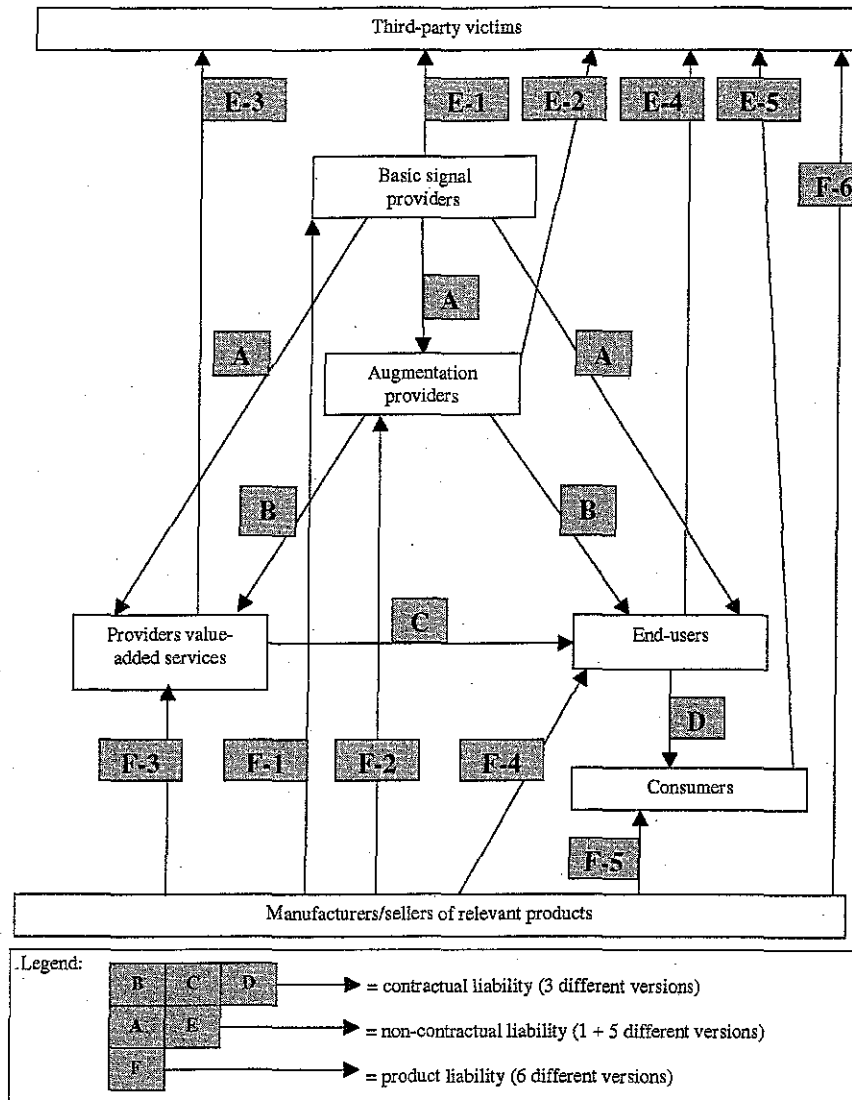 Third-party victims
E-3
E-1
E-2
E-4
E-5
F-6
Basic signal
providers
A
A
A
Augmentation
providers
B
B
Providers value-
added services
C
End-users
D
F-3
F-1
F-2
F-4
Consumers
F-5
Manufacturers/sellers of relevant products
Legend:
B C D = contractual liability (3 different versions)
A E = non-contractual liability (1 + 5 different versions)
F = product liability (6 different versions)